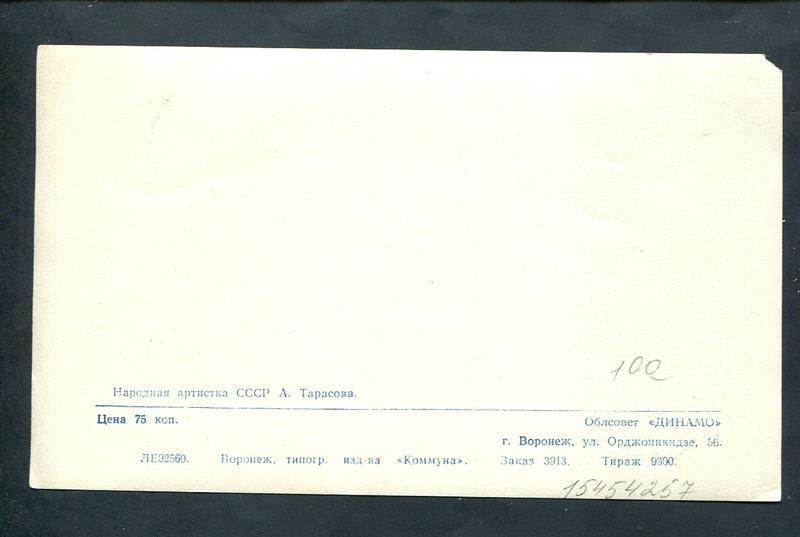 100
Народная артистка СССР А. Тарасова.
Цена 75 коп.
Облсовет «ДИНАМО»
г. Воронеж, ул. Орджоникидзе, 36.
ЛЕ02560. Воронеж, типогр. изд-ва «Коммуна». Заказ 3913. Тираж
15454257